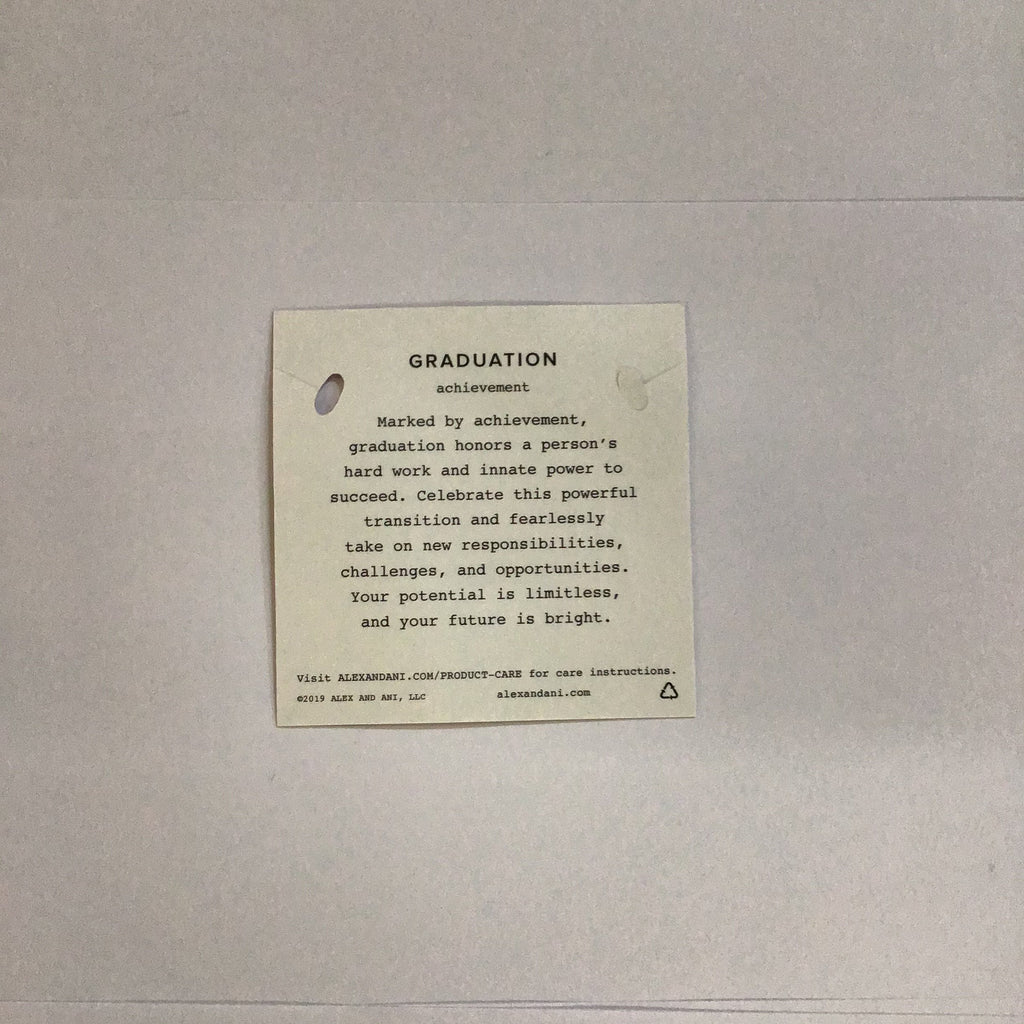 GRADUATION
achievement
Marked by achievement,
graduation honors a person's
hard work and innate power to
succeed. Celebrate this powerful
transition and fearlessly
take on new responsibilities,
challenges, and opportunities.
Your potential is limitless,
and your future is bright.
Visit ALEXANDANI.COM/PRODUCT-CARE for care instructions.
©2019 ALEX AND ANI, LLC alexandani.com